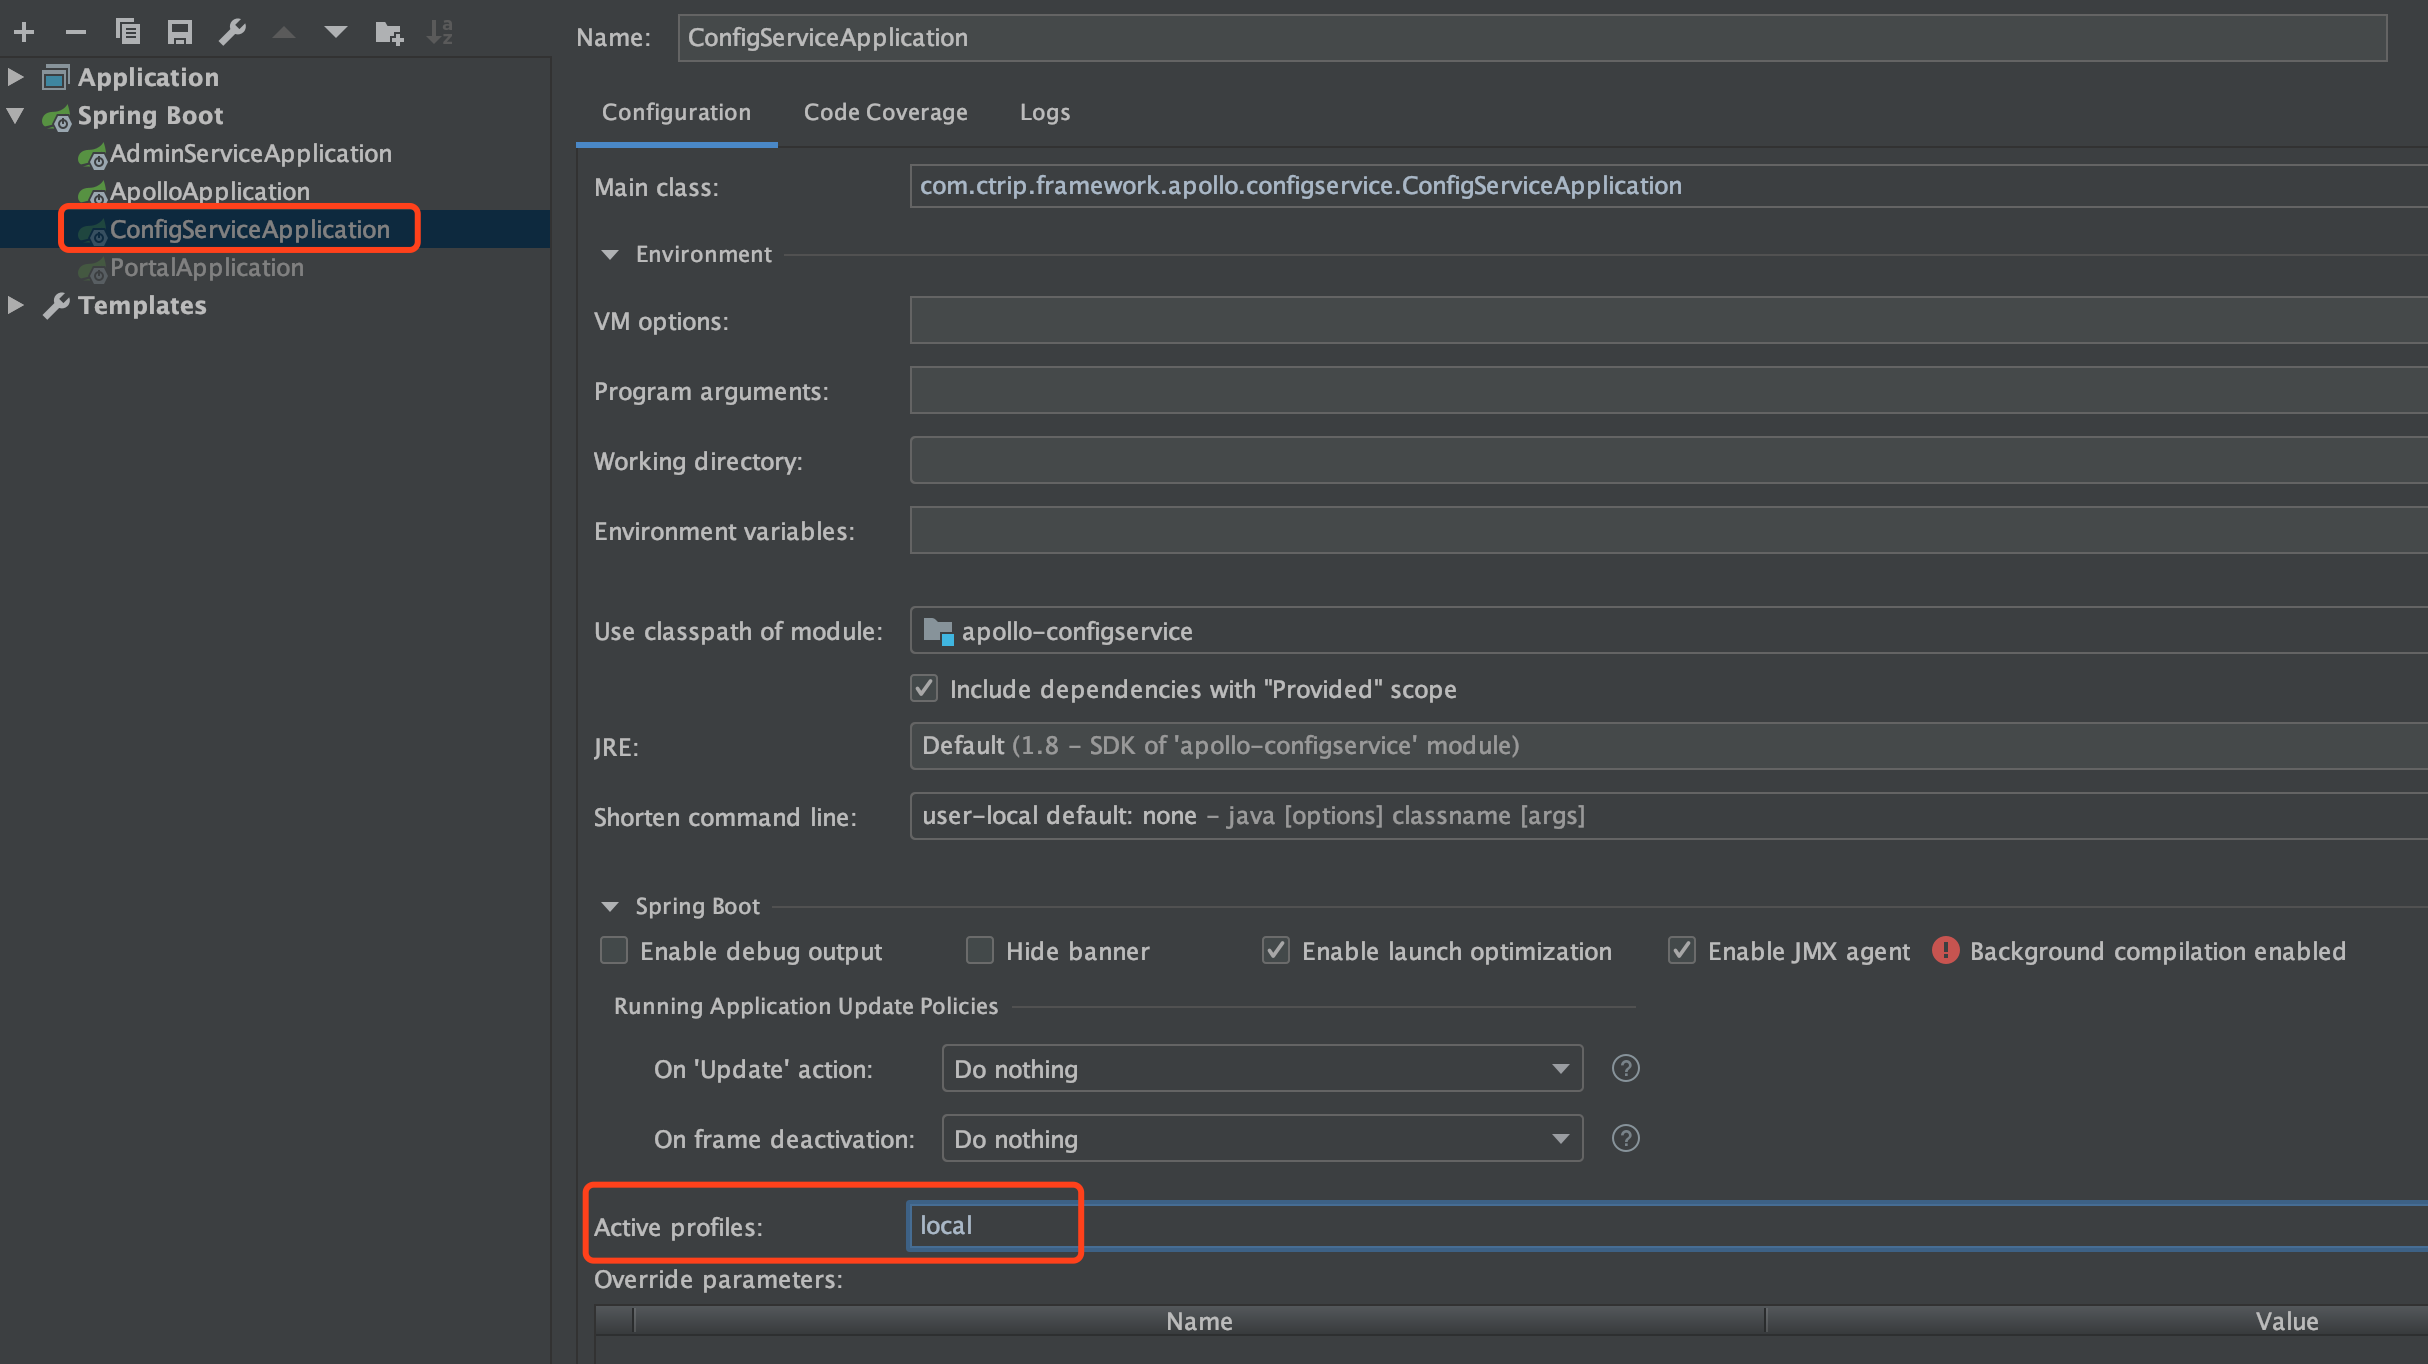 Name: ConfigServiceApplication
Application
Spring Boot
AdminServiceApplication
ApolloApplication
ConfigServiceApplication
PortalApplication
Templates
Configuration Code Coverage Logs
Main class: com.ctrip.framework.apollo.configservice.ConfigServiceApplication
Environment
VM options:
Program arguments:
Working directory:
Environment variables:
Use classpath of module: apollo-configservice
Include dependencies with "Provided" scope
JRE: Default (1.8 - SDK of 'apollo-configservice' module)
Shorten command line: user-local default: none - java [options] classname [args]
Spring Boot
Enable debug output Hide banner Enable launch optimization Enable JMX agent Background compilation enabled
Running Application Update Policies
On 'Update' action: Do nothing
On frame deactivation: Do nothing
Active profiles: local
Override parameters:
Name Value